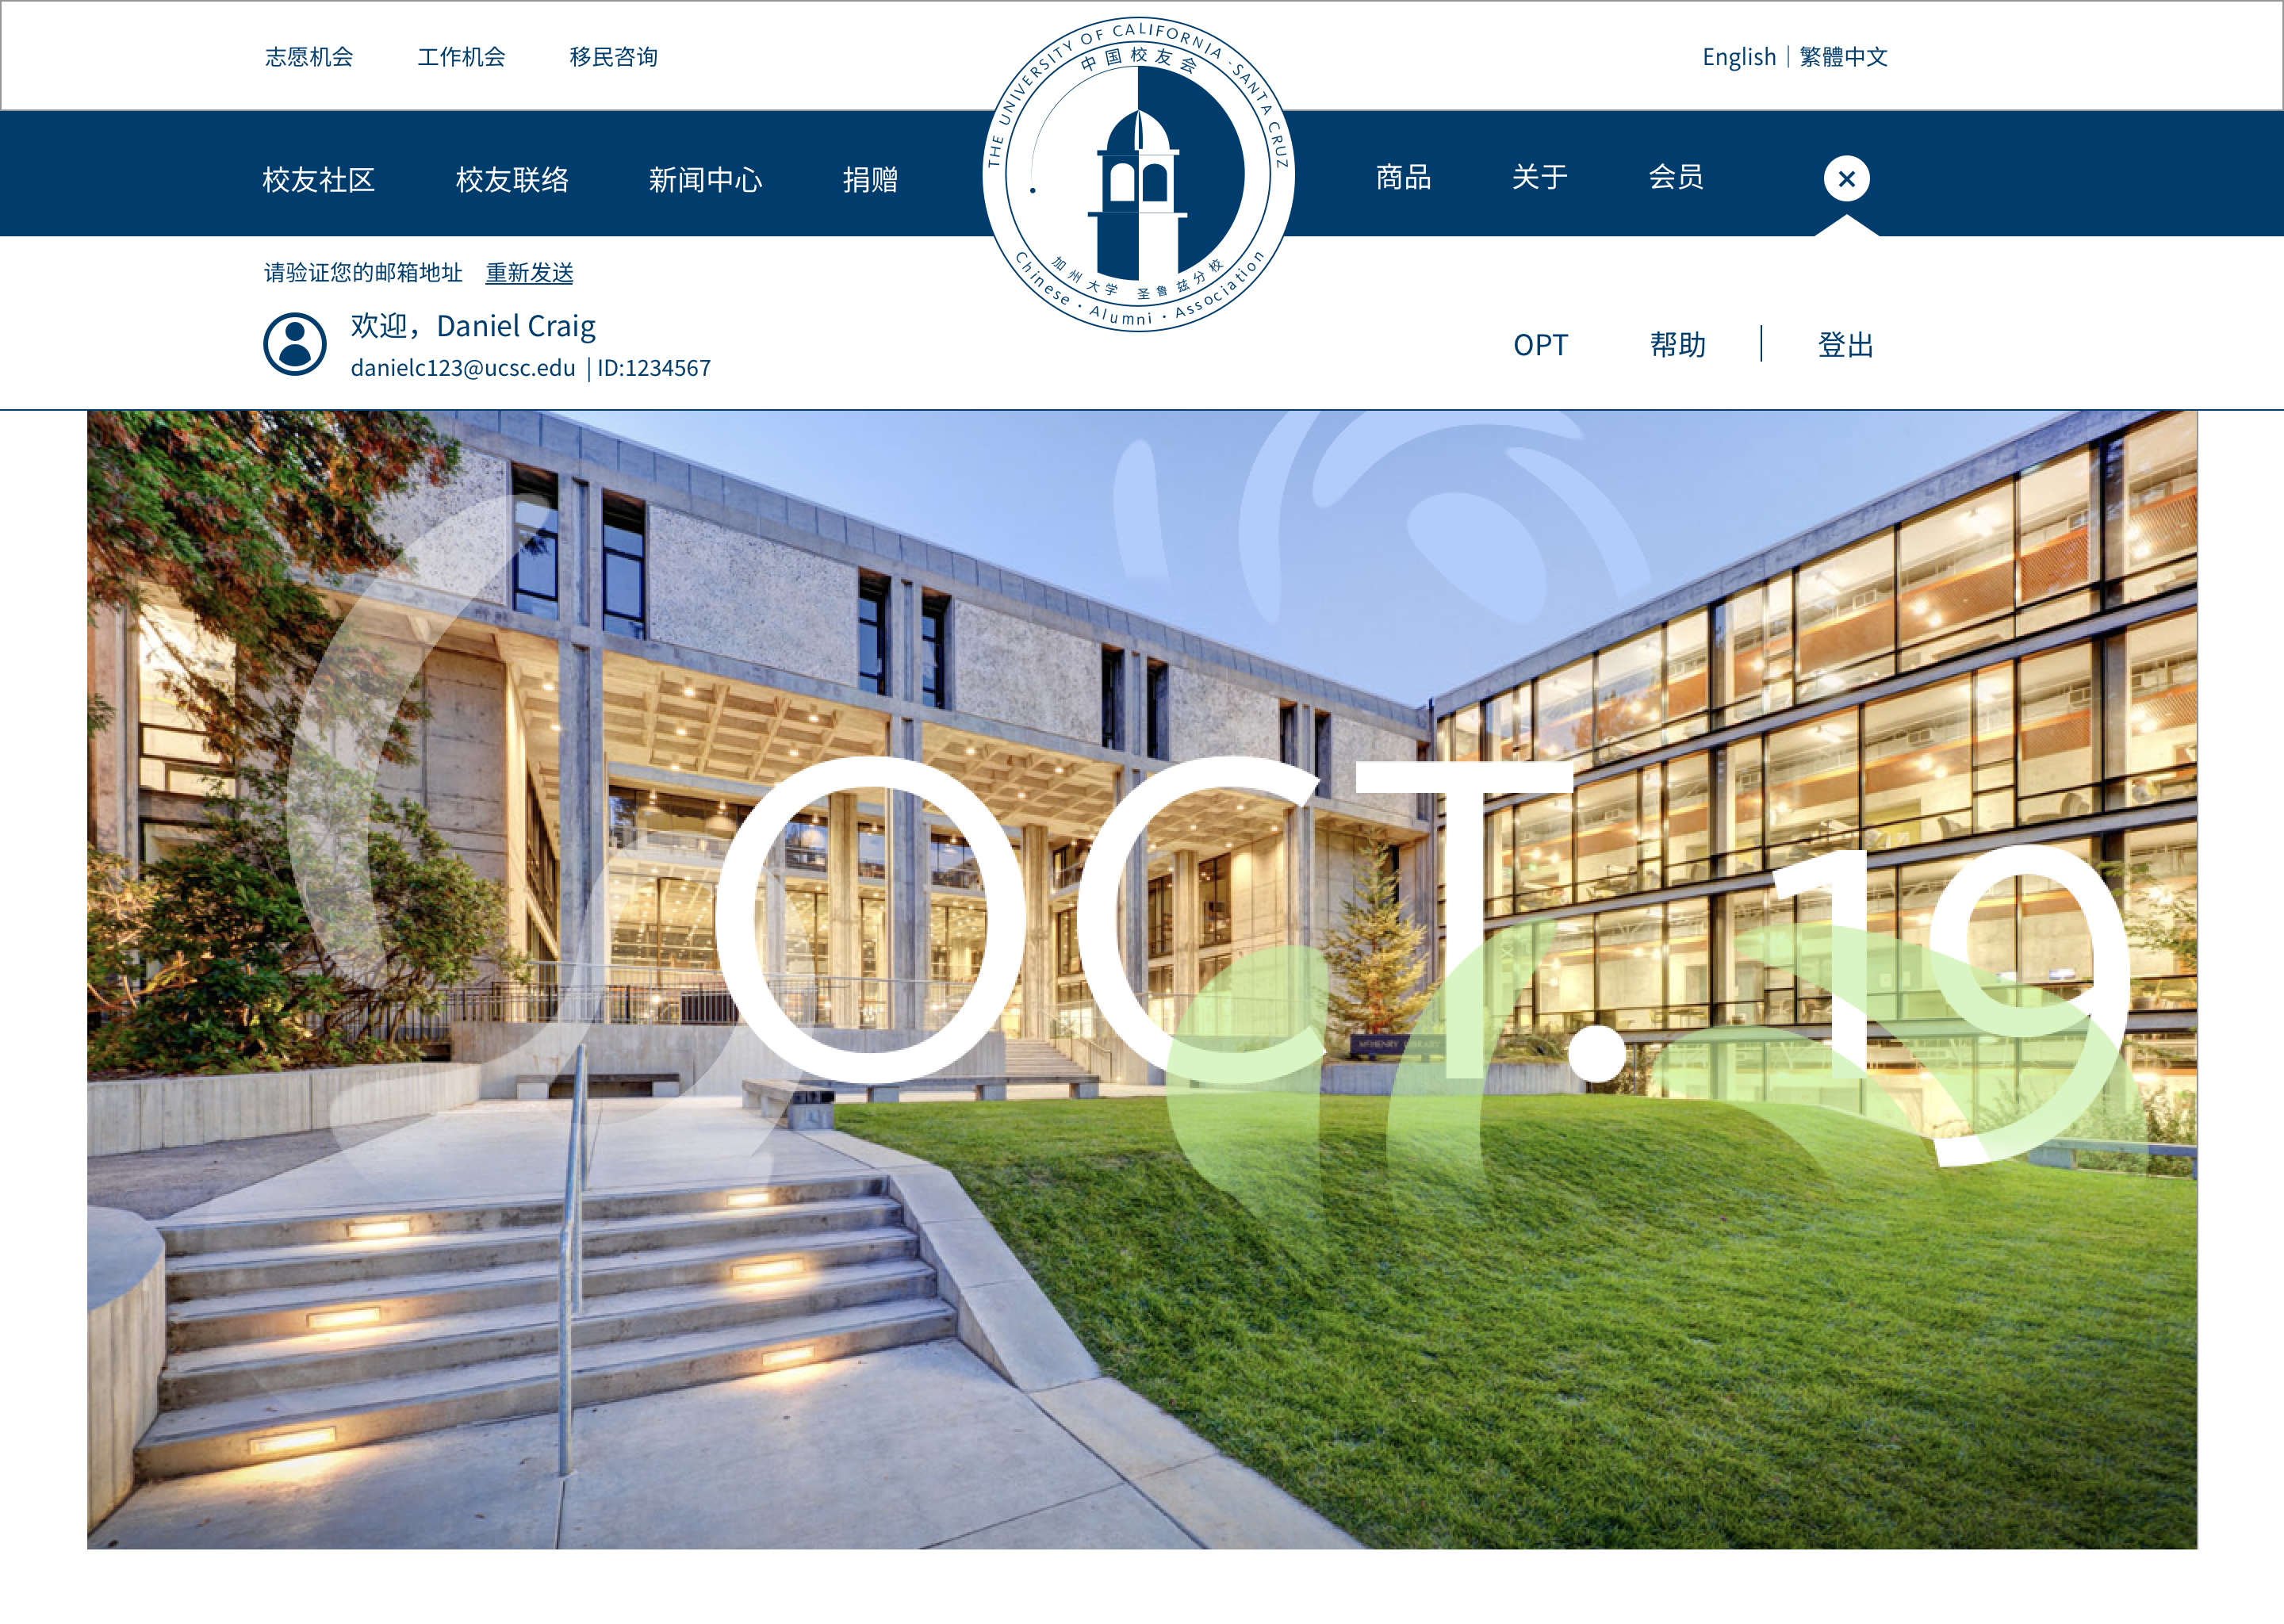 志愿机会 工作机会 移民咨询
English | 繁體中文
THE UNIVERSITY OF CALIFORNIA - SANTA CRUZ
中国校友会
加州大学 圣鲁兹分校
Chinese · Alumni · Association
校友社区 校友联络 新闻中心 捐赠
商品 关于 会员
请验证您的邮箱地址 重新发送
欢迎，Daniel Craig
danielc123@ucsc.edu | ID:1234567
OPT 帮助 | 登出
OCT. 19
MCHENRY LIBRARY